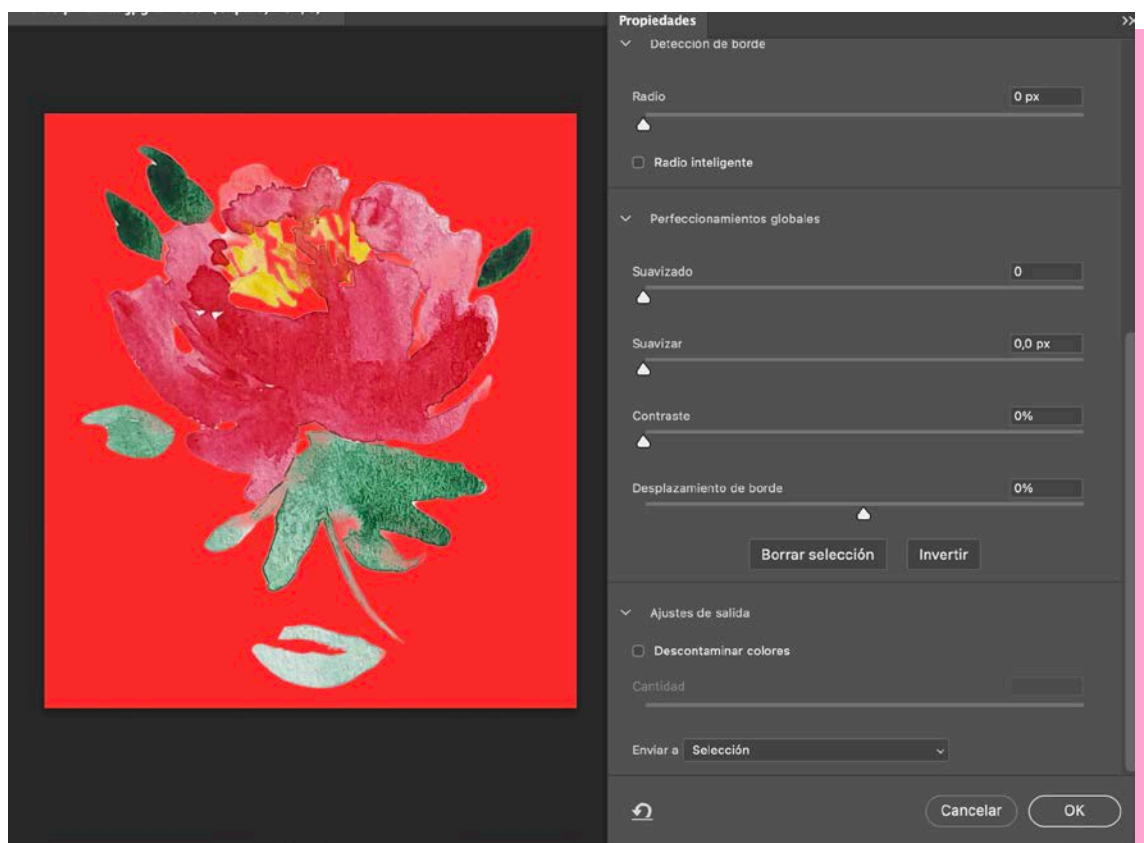 Propiedades
Detección de borde
Radio 0 px
Radio inteligente
Perfeccionamientos globales
Suavizado 0
Suavizar 0,0 px
Contraste 0%
Desplazamiento de borde 0%
Borrar selección Invertir
Ajustes de salida
Descontaminar colores
Cantidad
Enviar a Selección
Cancelar OK